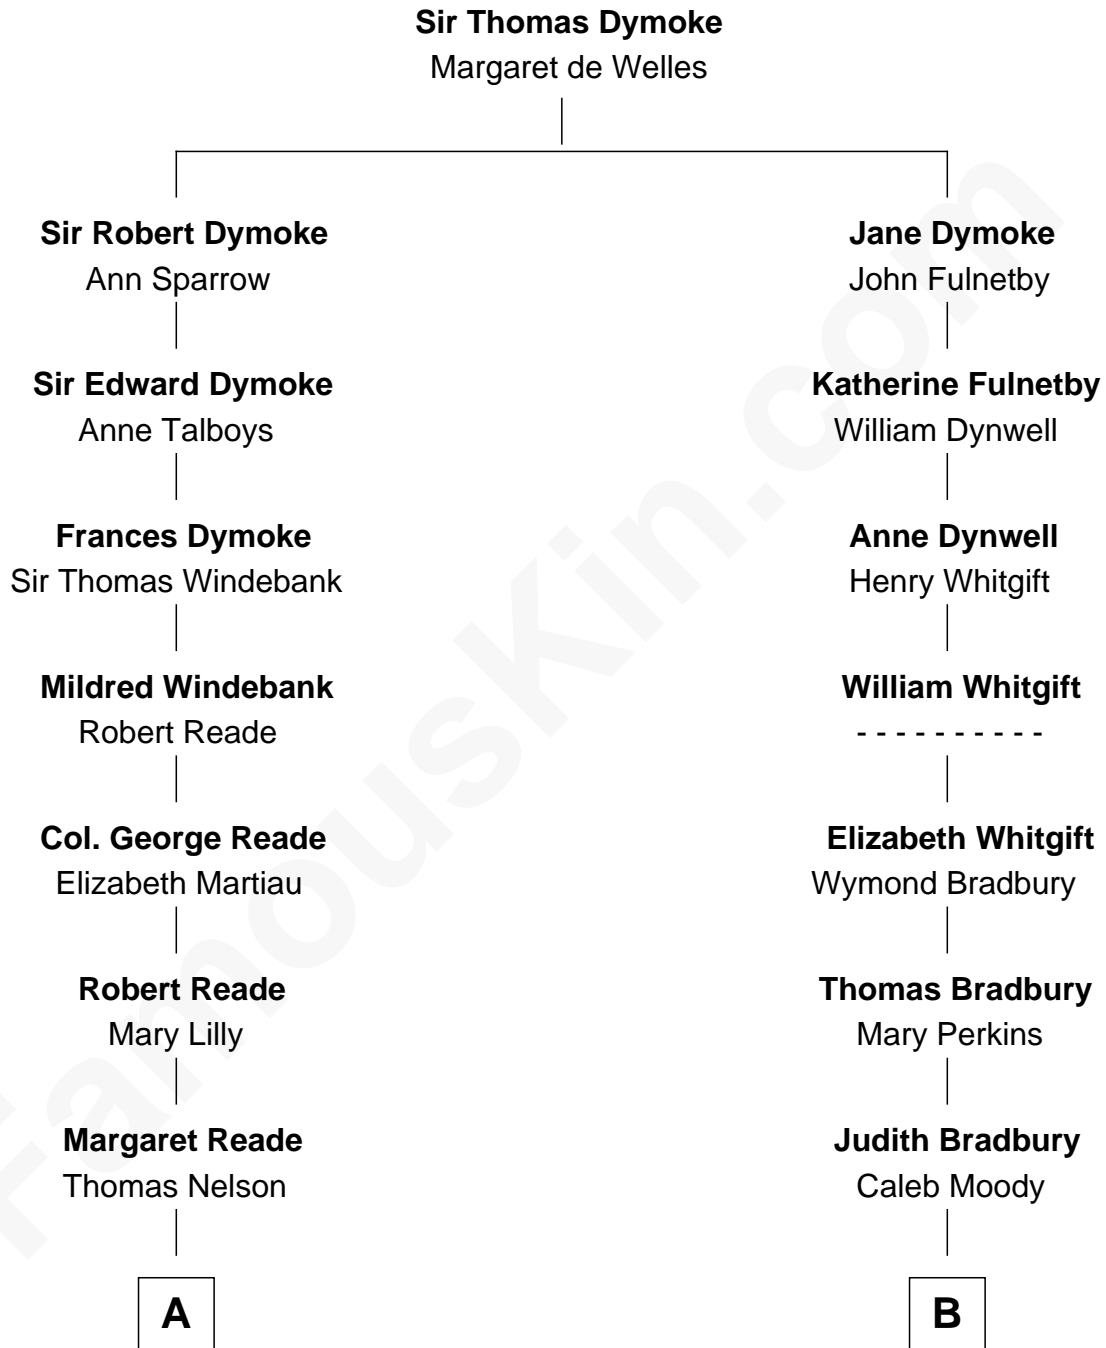 Sir Thomas Dymoke
Margaret de Welles
Sir Robert Dymoke
Ann Sparrow
Jane Dymoke
John Fulnetby
Sir Edward Dymoke
Anne Talboys
Katherine Fulnetby
William Dynwell
Frances Dymoke
Sir Thomas Windebank
Anne Dynwell
Henry Whitgift
Mildred Windebank
Robert Reade
William Whitgift
- - - - - - - - - -
Col. George Reade
Elizabeth Martiau
Elizabeth Whitgift
Wymond Bradbury
Robert Reade
Mary Lilly
Thomas Bradbury
Mary Perkins
Margaret Reade
Thomas Nelson
Judith Bradbury
Caleb Moody
A
B
FamousKin.com